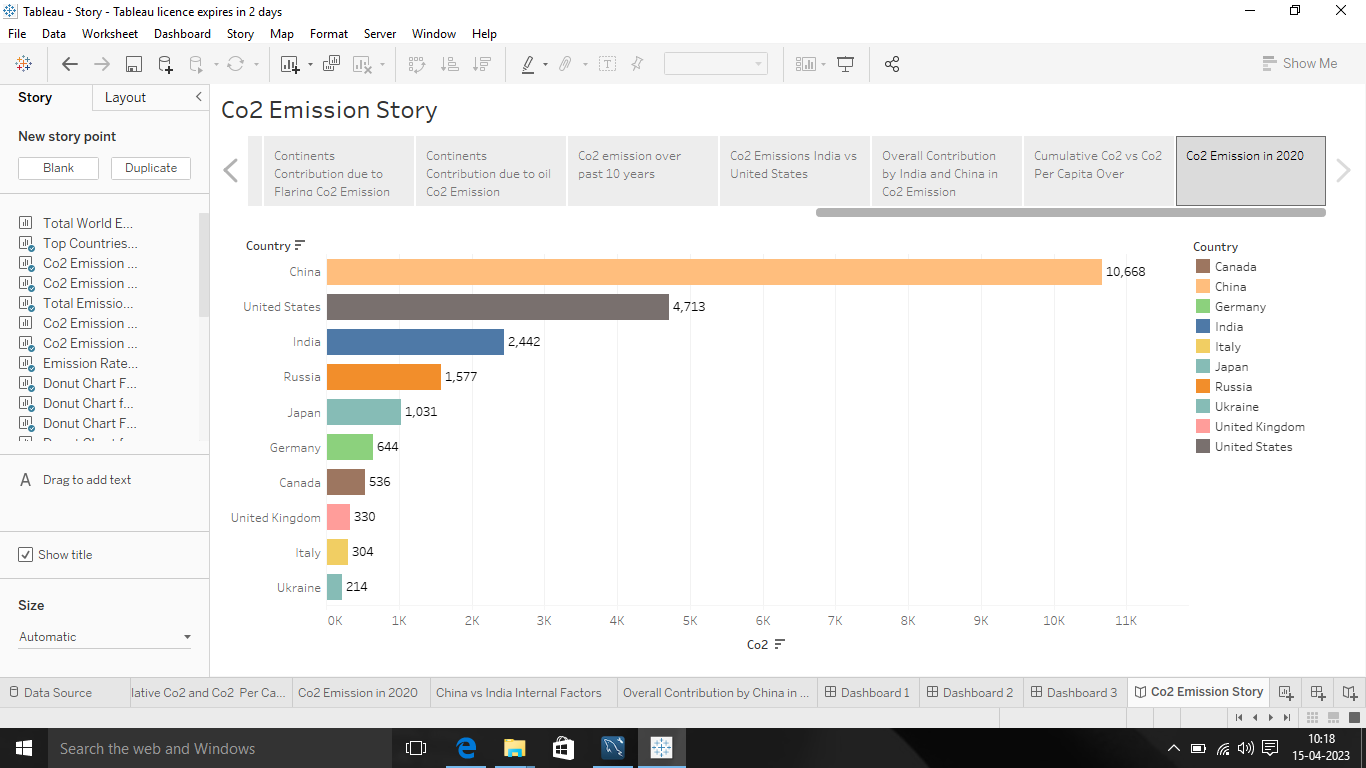 Tableau - Story - Tableau licence expires in 2 days
File Data Worksheet Dashboard Story Map Format Server Window Help
Show Me
Story Layout
New story point
Blank Duplicate
Total World E...
Top Countries...
Co2 Emission ...
Co2 Emission ...
Total Emissio...
Co2 Emission ...
Co2 Emission ...
Emission Rate...
Donut Chart F...
Donut Chart f...
Donut Chart F...
A Drag to add text
Show title
Size
Automatic
Co2 Emission Story
Continents
Contribution due to
Flaring Co2 Emission
Continents
Contribution due to oil
Co2 Emission
Co2 emission over
past 10 years
Co2 Emissions India vs
United States
Overall Contribution
by India and China in
Co2 Emission
Cumulative Co2 vs Co2
Per Capita Over
Co2 Emission in 2020
Country
China 10,668
United States 4,713
India 2,442
Russia 1,577
Japan 1,031
Germany 644
Canada 536
United Kingdom 330
Italy 304
Ukraine 214
0K 1K 2K 3K 4K 5K 6K 7K 8K 9K 10K 11K
Co2
Country
Canada
China
Germany
India
Italy
Japan
Russia
Ukraine
United Kingdom
United States
Data Source lative Co2 and Co2 Per Ca... Co2 Emission in 2020 China vs India Internal Factors Overall Contribution by China in ... Dashboard 1 Dashboard 2 Dashboard 3 Co2 Emission Story
Search the web and Windows
10:18
15-04-2023